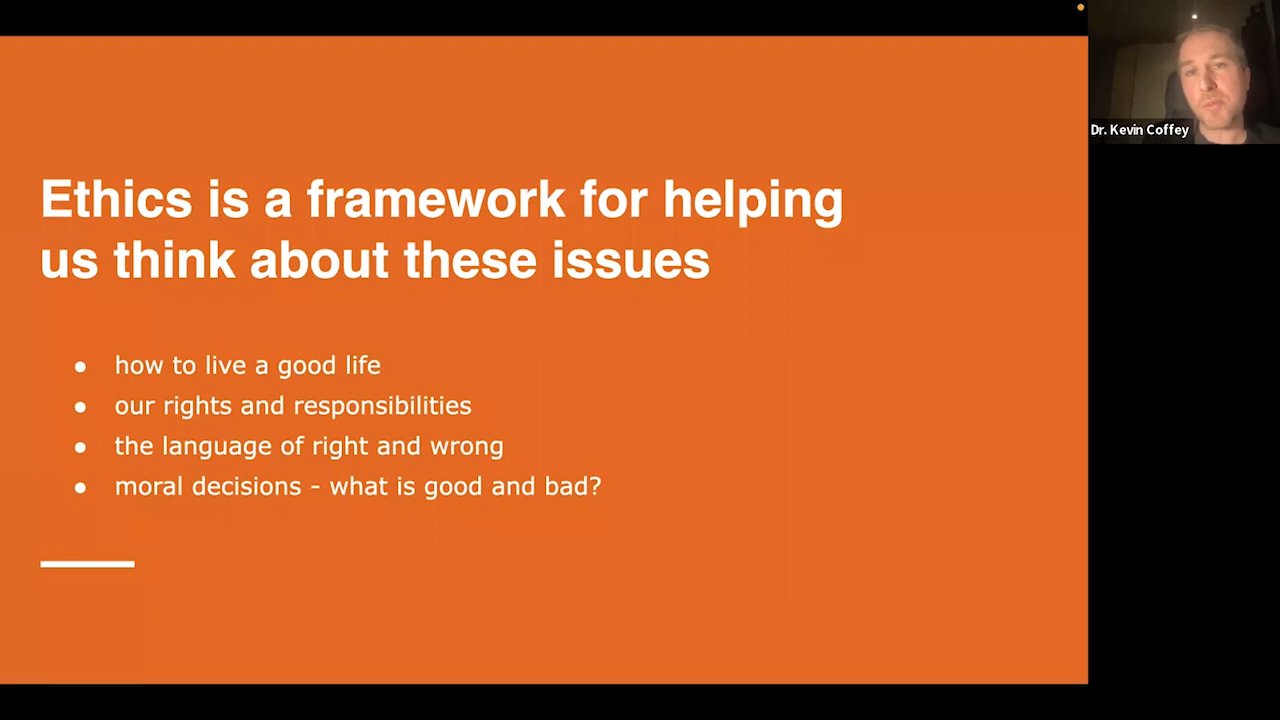 Ethics is a framework for helping
us think about these issues
● how to live a good life
● our rights and responsibilities
● the language of right and wrong
● moral decisions - what is good and bad?
Dr. Kevin Coffey